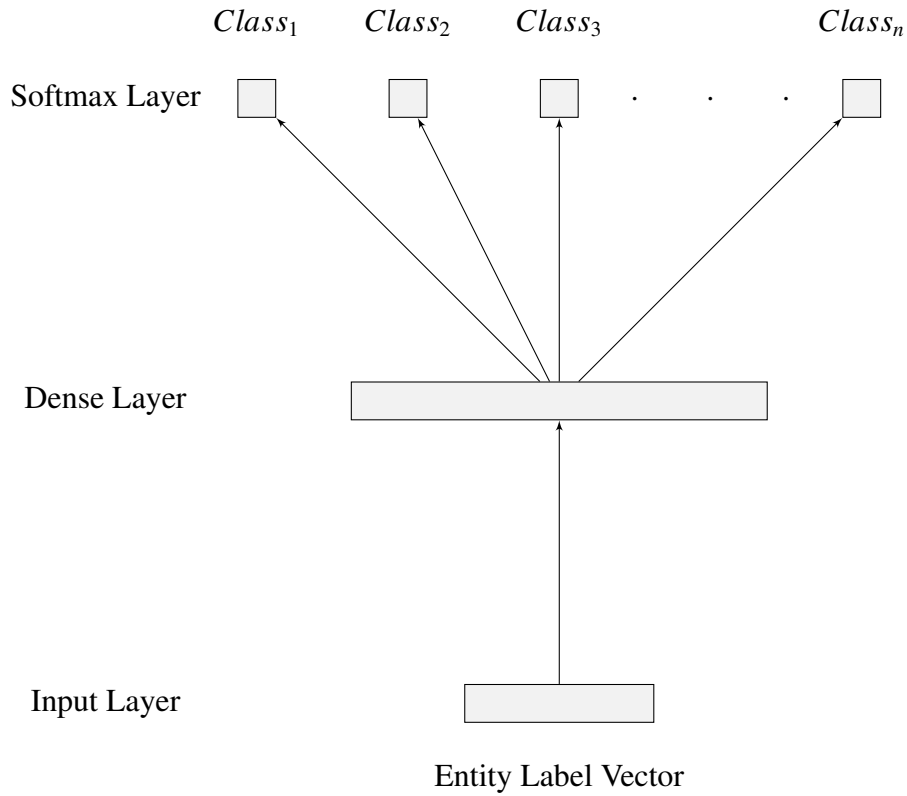 Class₁ Class₂ Class₃ Classₙ
Softmax Layer . . .
Dense Layer
Input Layer
Entity Label Vector